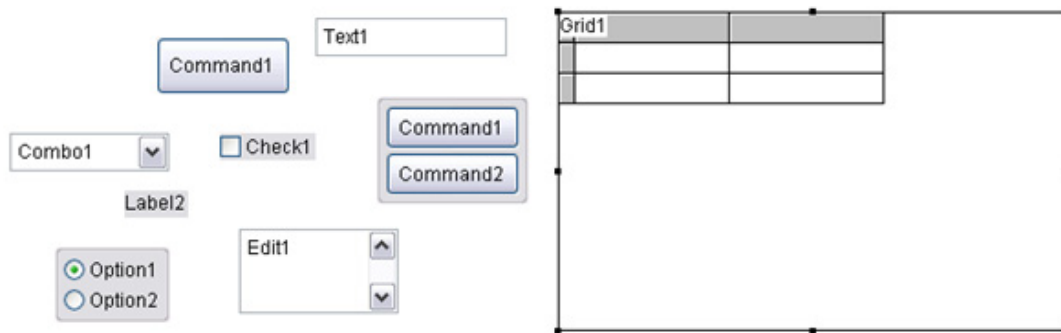 Text1
Grid1
Command1
Command1
Combo1
Check1
Command2
Label2
Edit1
Option1
Option2